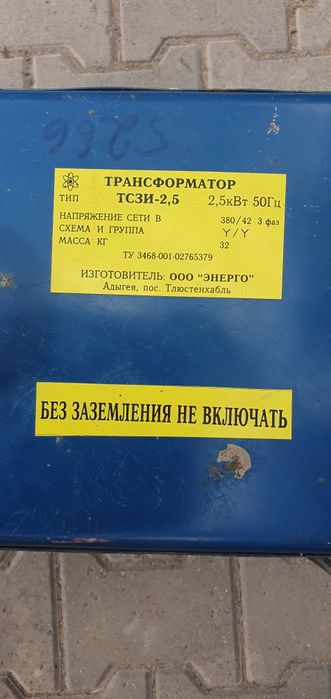 5266
ТРАНСФОРМАТОР
ТИП ТСЗИ-2,5 2,5кВт 50Гц
НАПРЯЖЕНИЕ СЕТИ В 380/42 3 фаз
СХЕМА И ГРУППА Y/Y
МАССА КГ 32
ТУ 3468-001-02765379
ИЗГОТОВИТЕЛЬ: ООО "ЭНЕРГО"
Адыгея, пос. Тлюстенхабль
БЕЗ ЗАЗЕМЛЕНИЯ НЕ ВКЛЮЧАТЬ